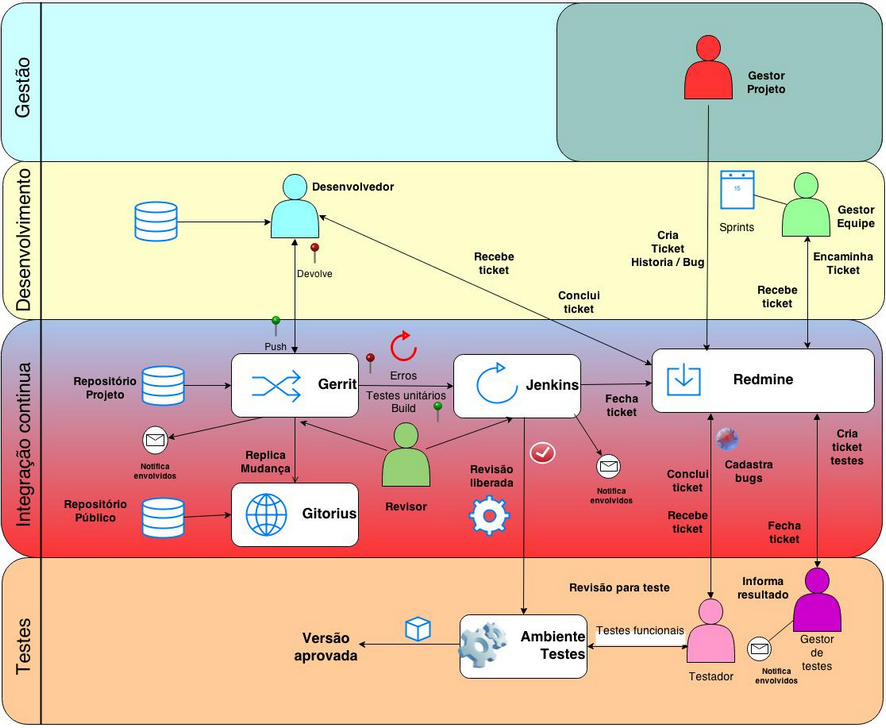 Gestão
Gestor
Projeto
Desenvolvimento
Desenvolvedor
15
Sprints
Gestor
Equipe
Cria
Ticket
Historia / Bug
Encaminha
Ticket
Recebe
ticket
Devolve
Conclui
ticket
Recebe
ticket
Integração continua
Push
Repositório
Projeto
Gerrit
Erros
Testes unitários
Build
Jenkins
Fecha
ticket
Redmine
Notifica
envolvidos
Replica
Mudança
Revisor
Revisão
liberada
Notifica
envolvidos
Conclui
ticket
Cadastra
bugs
Cria
ticket
testes
Repositório
Público
Gitorius
Recebe
ticket
Fecha
ticket
Testes
Revisão para teste
Informa
resultado
Versão
aprovada
Ambiente
Testes
Testes funcionais
Testador
Gestor
de
testes
Notifica
envolvidos